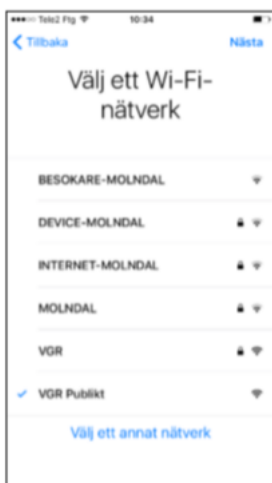 Tele2 Ftg 10:34
Tillbaka Nästa
Välj ett Wi-Fi-
nätverk
BESOKARE-MOLNDAL
DEVICE-MOLNDAL
INTERNET-MOLNDAL
MOLNDAL
VGR
VGR Publikt
Välj ett annat nätverk